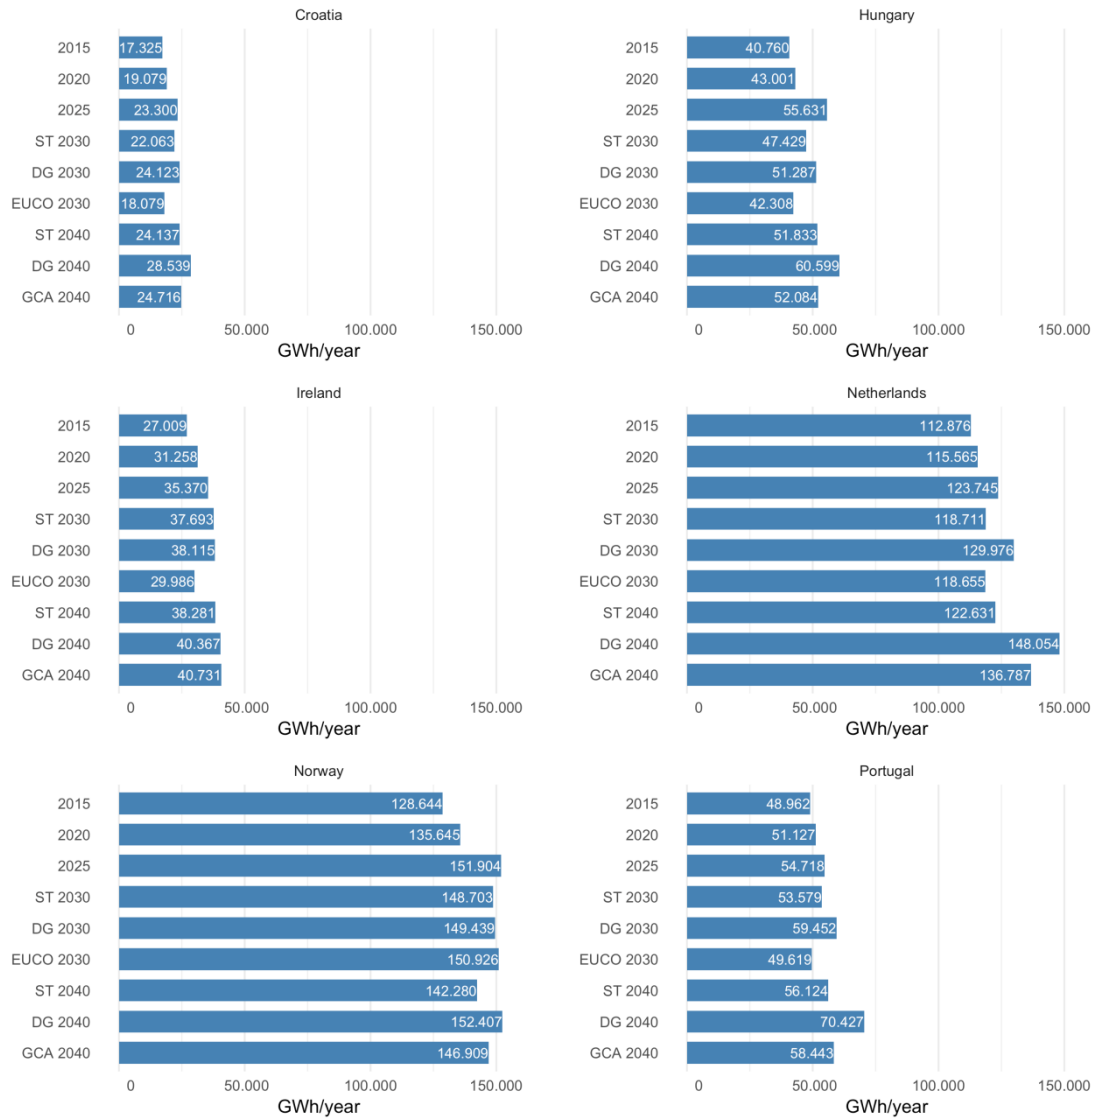 Croatia
2015 17.325
2020 19.079
2025 23.300
ST 2030 22.063
DG 2030 24.123
EUCO 2030 18.079
ST 2040 24.137
DG 2040 28.539
GCA 2040 24.716
0 50.000 100.000 150.000
GWh/year
Hungary
2015 40.760
2020 43.001
2025 55.631
ST 2030 47.429
DG 2030 51.287
EUCO 2030 42.308
ST 2040 51.833
DG 2040 60.599
GCA 2040 52.084
0 50.000 100.000 150.000
GWh/year
Ireland
2015 27.009
2020 31.258
2025 35.370
ST 2030 37.693
DG 2030 38.115
EUCO 2030 29.986
ST 2040 38.281
DG 2040 40.367
GCA 2040 40.731
0 50.000 100.000 150.000
GWh/year
Netherlands
2015 112.876
2020 115.565
2025 123.745
ST 2030 118.711
DG 2030 129.976
EUCO 2030 118.655
ST 2040 122.631
DG 2040 148.054
GCA 2040 136.787
0 50.000 100.000 150.000
GWh/year
Norway
2015 128.644
2020 135.645
2025 151.904
ST 2030 148.703
DG 2030 149.439
EUCO 2030 150.926
ST 2040 142.280
DG 2040 152.407
GCA 2040 146.909
0 50.000 100.000 150.000
GWh/year
Portugal
2015 48.962
2020 51.127
2025 54.718
ST 2030 53.579
DG 2030 59.452
EUCO 2030 49.619
ST 2040 56.124
DG 2040 70.427
GCA 2040 58.443
0 50.000 100.000 150.000
GWh/year